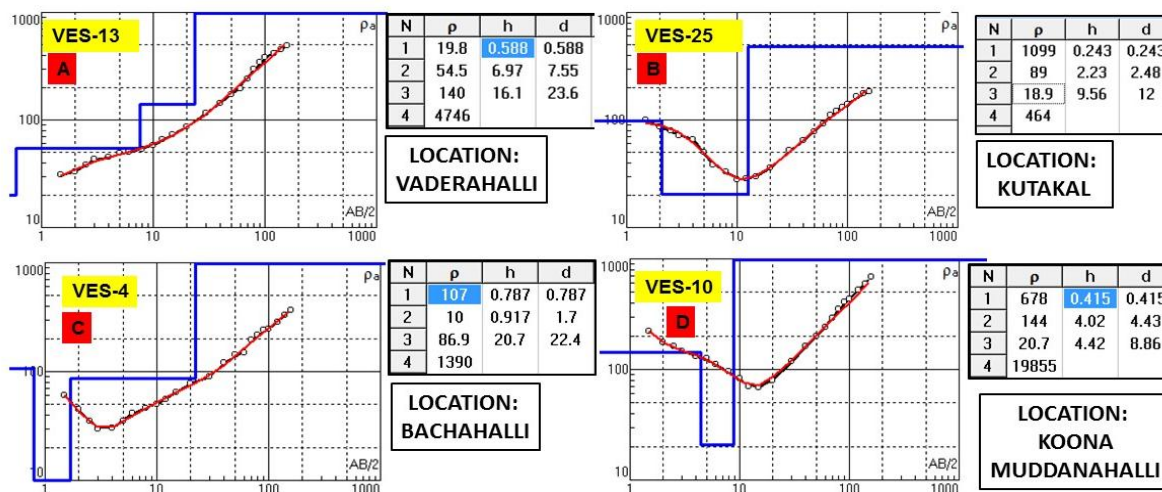 VES-13
A
ρa
1000
100
10
1 10 100 1000
AB/2
N ρ h d
1 19.8 0.588 0.588
2 54.5 6.97 7.55
3 140 16.1 23.6
4 4746
LOCATION:
VADERAHALLI
VES-25
B
ρa
1000
100
10
1 10 100 1000
AB/2
N ρ h d
1 1099 0.243 0.243
2 89 2.23 2.48
3 18.9 9.56 12
4 464
LOCATION:
KUTAKAL
VES-4
C
ρa
1000
100
10
1 10 100 1000
AB/2
N ρ h d
1 107 0.787 0.787
2 10 0.917 1.7
3 86.9 20.7 22.4
4 1390
LOCATION:
BACHAHALLI
VES-10
D
ρa
1000
100
10
1 10 100 1000
AB/2
N ρ h d
1 678 0.415 0.415
2 144 4.02 4.43
3 20.7 4.42 8.86
4 19855
LOCATION:
KOONA
MUDDANAHALLI